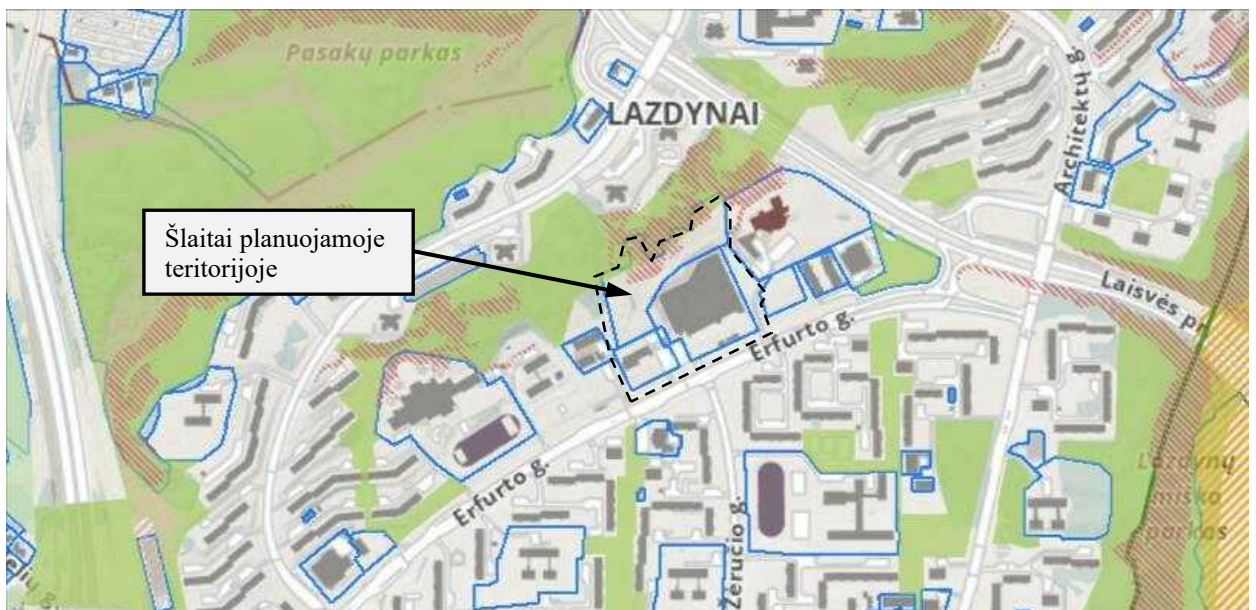 Pasakų parkas
LAZDYNAI
Architektų g.
Šlaitai planuojamoje
teritorijoje
Laisvės pr.
Erfurto g.
Erfurto g.
Žėručio g.
Lazdynų
miško
parkas